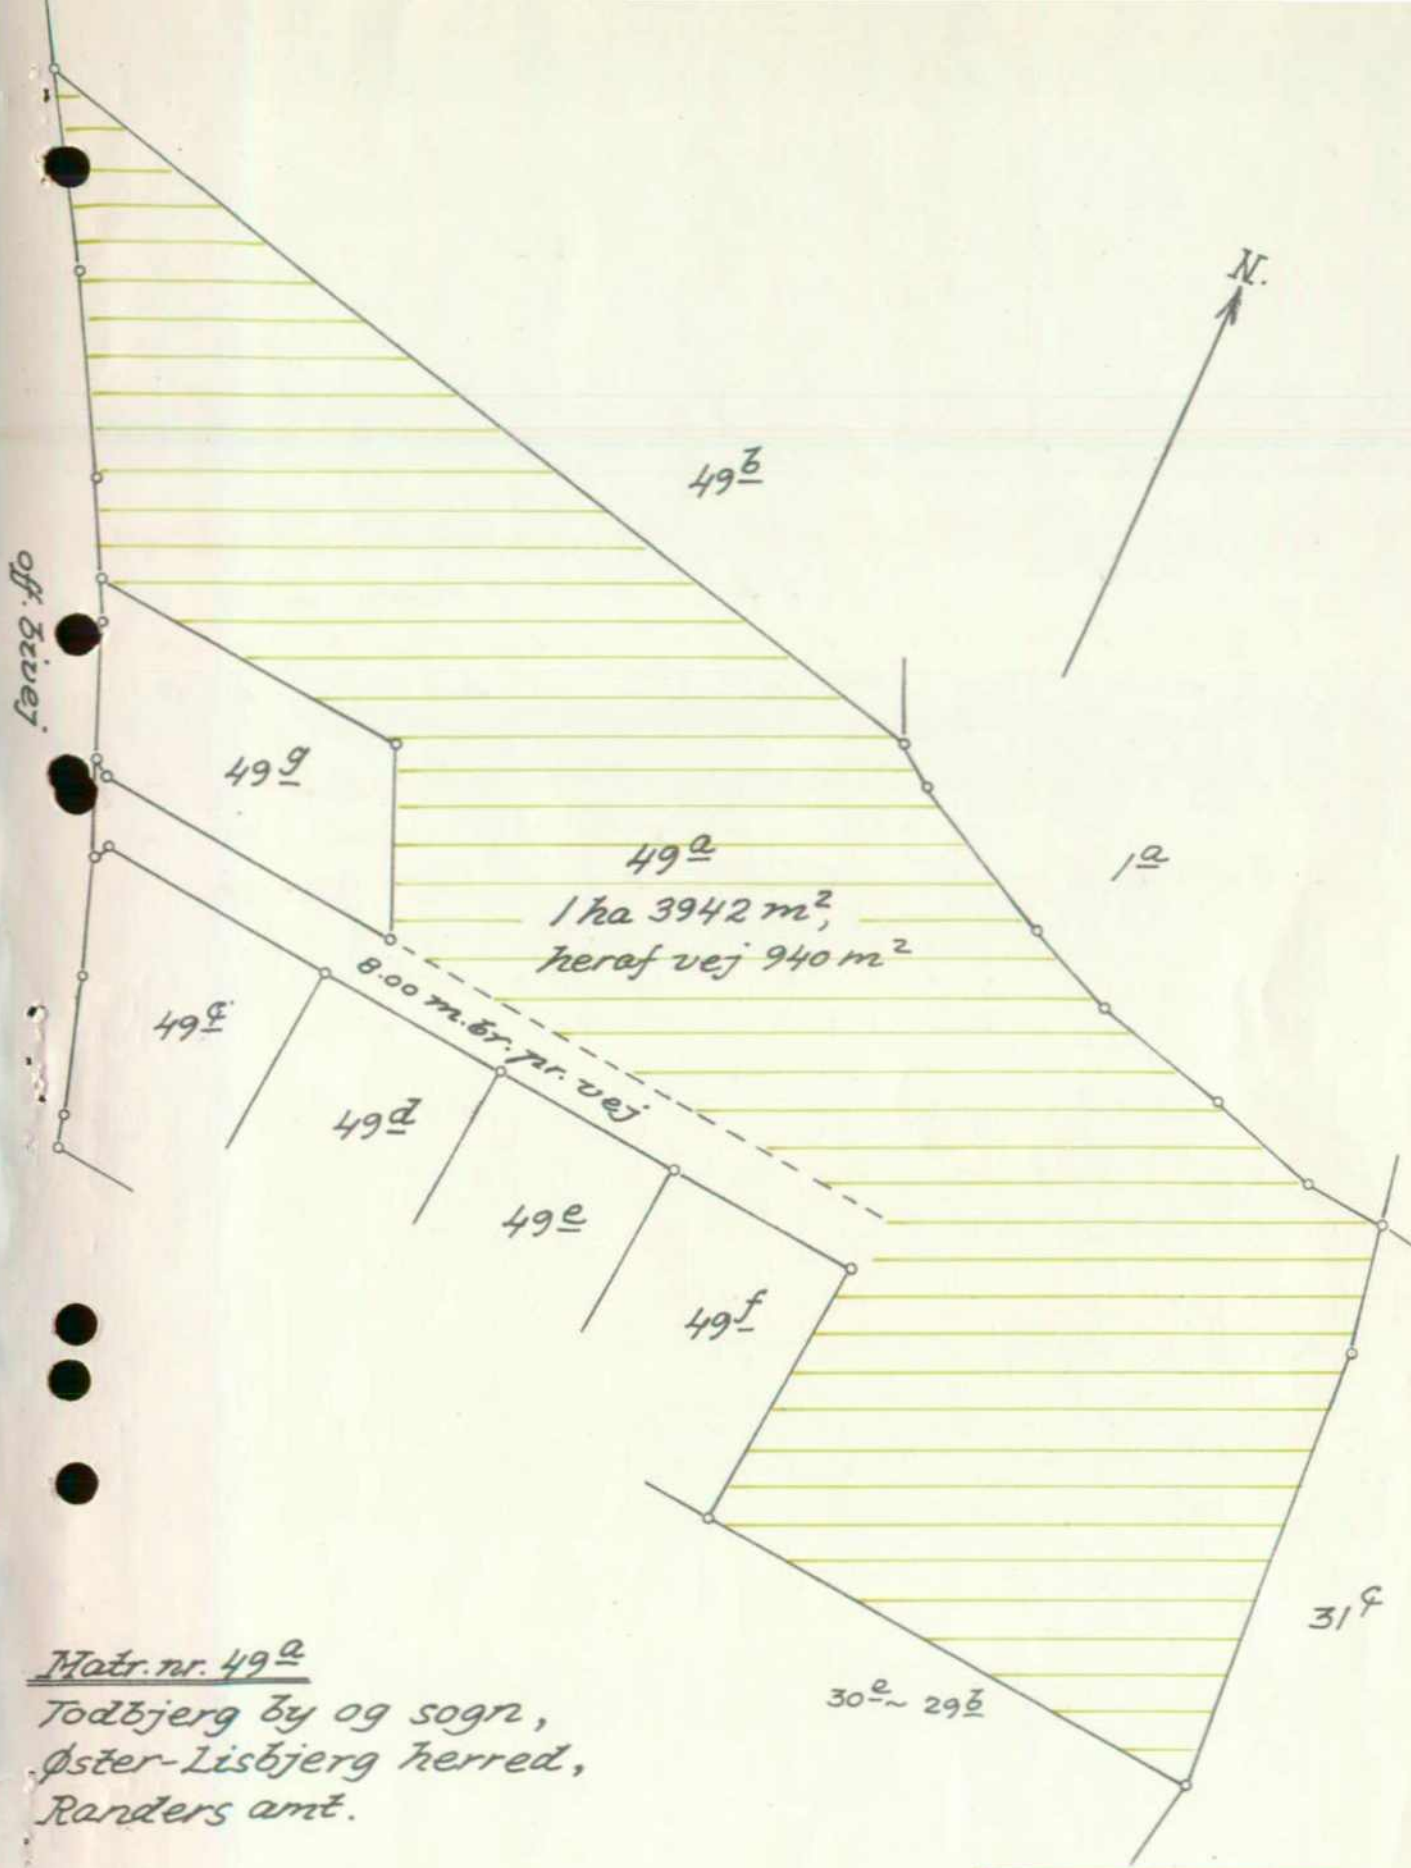 N.
49b
off. bivej
49g
49a
1 ha 3942 m²,
heraf vej 940 m²
1a
8.00 m. br. pr. vej
49c
49d
49e
49f
31c
30e ~ 29b
Matr. nr. 49a
Todbjerg by og sogn,
Øster-Lisbjerg herred,
Randers amt.